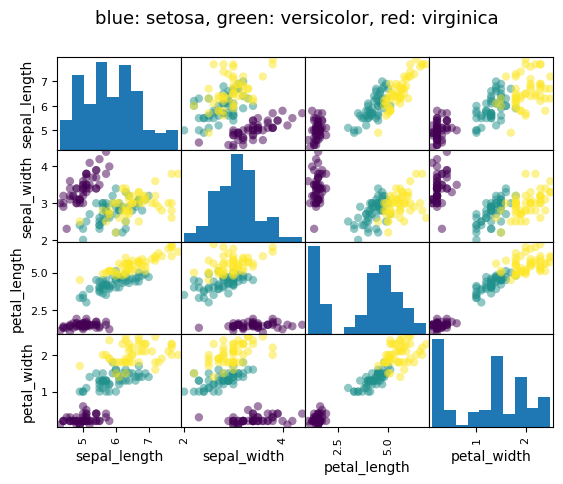 blue: setosa, green: versicolor, red: virginica
sepal_length
7
6
5
sepal_width
4
3
2
petal_length
5.0
2.5
petal_width
2
1
5
6
7
2
4
2.5
5.0
1
2
sepal_length
sepal_width
petal_length
petal_width